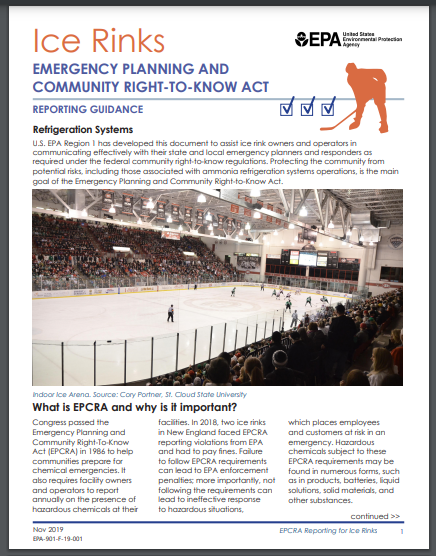 Ice Rinks
EPA United States
Environmental Protection
Agency
EMERGENCY PLANNING AND
COMMUNITY RIGHT-TO-KNOW ACT
REPORTING GUIDANCE
Refrigeration Systems
U.S. EPA Region 1 has developed this document to assist ice rink owners and operators in
communicating effectively with their state and local emergency planners and responders as
required under the federal community right-to-know regulations. Protecting the community from
potential risks, including those associated with ammonia refrigeration systems operations, is the main
goal of the Emergency Planning and Community Right-to-Know Act.
Indoor Ice Arena. Source: Cory Portner, St. Cloud State University
What is EPCRA and why is it important?
Congress passed the
Emergency Planning and
Community Right-To-Know
Act (EPCRA) in 1986 to help
communities prepare for
chemical emergencies. It
also requires facility owners
and operators to report
annually on the presence of
hazardous chemicals at their
facilities. In 2018, two ice rinks
in New England faced EPCRA
reporting violations from EPA
and had to pay fines. Failure
to follow EPCRA requirements
can lead to EPA enforcement
penalties; more importantly, not
following the requirements can
lead to ineffective response
to hazardous situations,
which places employees
and customers at risk in an
emergency. Hazardous
chemicals subject to these
EPCRA requirements may be
found in numerous forms, such
as in products, batteries, liquid
solutions, solid materials, and
other substances.
continued >>
Nov 2019
EPA-901-F-19-001
EPCRA Reporting for Ice Rinks
1